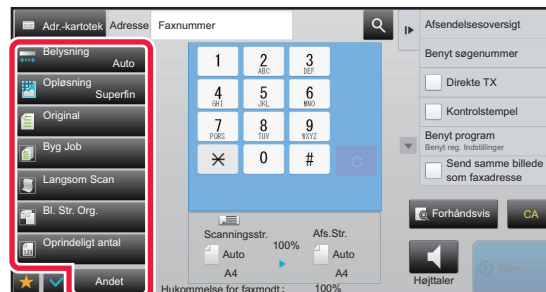 Adr.-kartotek
Adresse
Faxnummer
Belysning
Auto
Opløsning
Superfin
Original
Byg Job
Langsom Scan
Bl. Str. Org.
Oprindeligt antal
Andet
1
2
ABC
3
DEF
4
GHI
5
JKL
6
MNO
7
PQRS
8
TUV
9
WXYZ
0
#
C
Scanningsstr.
100%
Afs.Str.
Auto
A4
Auto
A4
Hukommelse for faxmodt.:
100%
Afsendelsesoversigt
Benyt søgenummer
Direkte TX
Kontrolstempel
Benyt program
Benyt reg. Indstillinger
Send samme billede
som faxadresse
Forhåndsvis
CA
Højttaler
Start